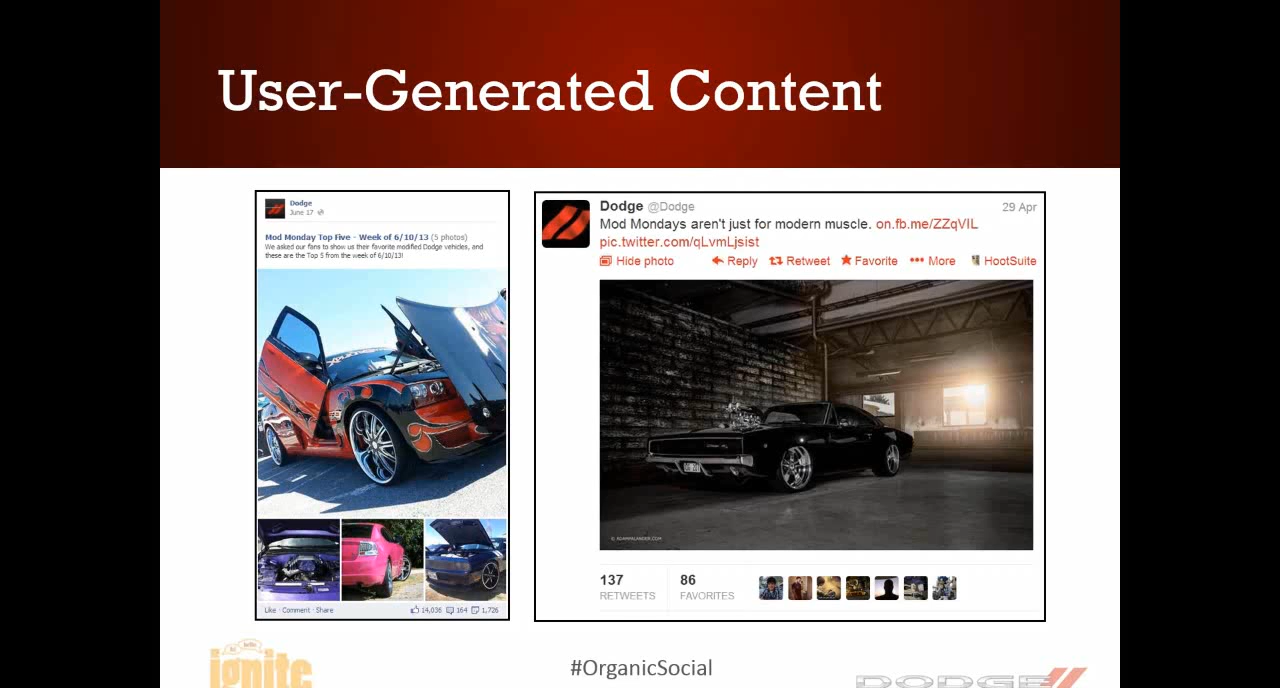 User-Generated Content
Dodge
June 17
Mod Monday Top Five - Week of 6/10/13 (5 photos)
We asked our fans to show us their favorite modified Dodge vehicles, and
these are the Top 5 from the week of 6/10/13!
Like · Comment · Share 14,036 164 1,726
Dodge @Dodge 29 Apr
Mod Mondays aren't just for modern muscle. on.fb.me/ZZqVIL
pic.twitter.com/qLvmLjsist
Hide photo Reply Retweet Favorite More HootSuite
137 86
RETWEETS FAVORITES
ignite
#OrganicSocial
DODGE